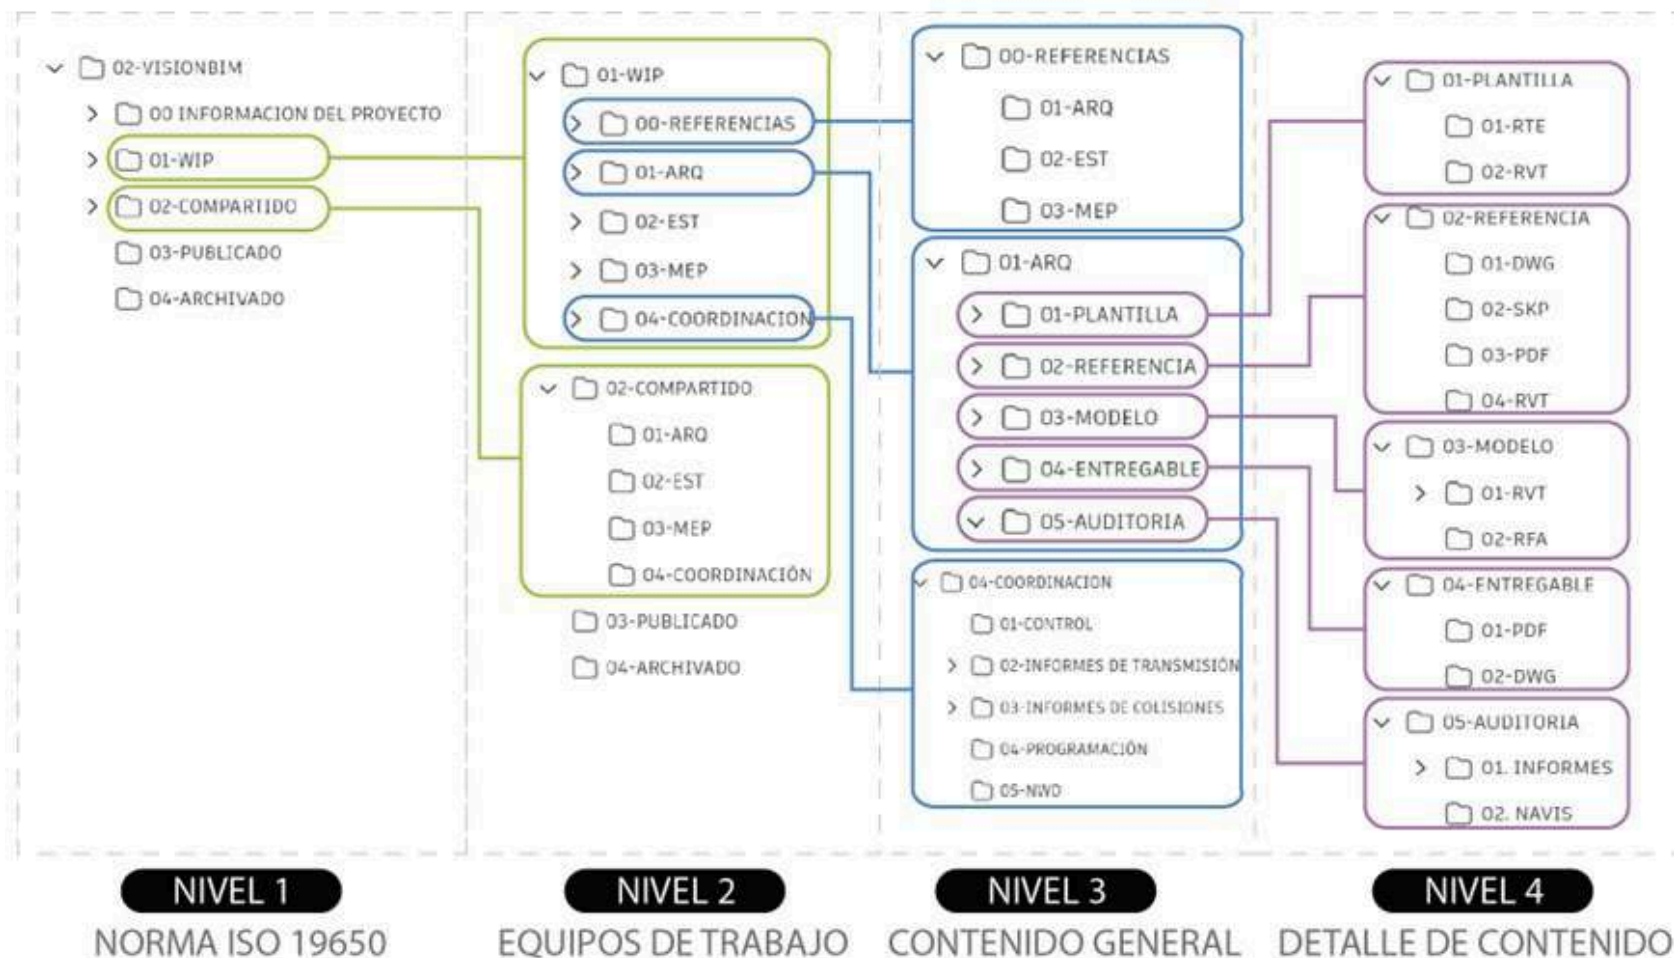 02-VISIONBIM
00 INFORMACION DEL PROYECTO
01-WIP
02-COMPARTIDO
03-PUBLICADO
04-ARCHIVADO
01-WIP
00-REFERENCIAS
01-ARQ
02-EST
03-MEP
04-COORDINACION
02-COMPARTIDO
01-ARQ
02-EST
03-MEP
04-COORDINACIÓN
03-PUBLICADO
04-ARCHIVADO
00-REFERENCIAS
01-ARQ
02-EST
03-MEP
01-ARQ
01-PLANTILLA
02-REFERENCIA
03-MODELO
04-ENTREGABLE
05-AUDITORIA
04-COORDINACION
01-CONTROL
02-INFORMES DE TRANSMISIÓN
03-INFORMES DE COLISIONES
04-PROGRAMACIÓN
05-NWD
01-PLANTILLA
01-RTE
02-RVT
02-REFERENCIA
01-DWG
02-SKP
03-PDF
04-RVT
03-MODELO
01-RVT
02-RFA
04-ENTREGABLE
01-PDF
02-DWG
05-AUDITORIA
01. INFORMES
02. NAVIS
NIVEL 1
NORMA ISO 19650
NIVEL 2
EQUIPOS DE TRABAJO
NIVEL 3
CONTENIDO GENERAL
NIVEL 4
DETALLE DE CONTENIDO